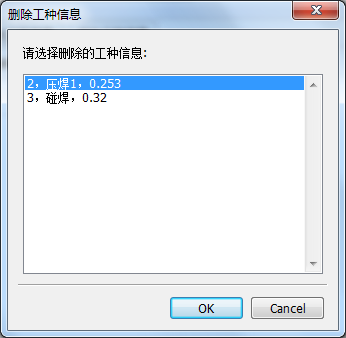 删除工种信息
请选择删除的工种信息:
2，压焊1，0.253
3，碰焊，0.32
OK
Cancel